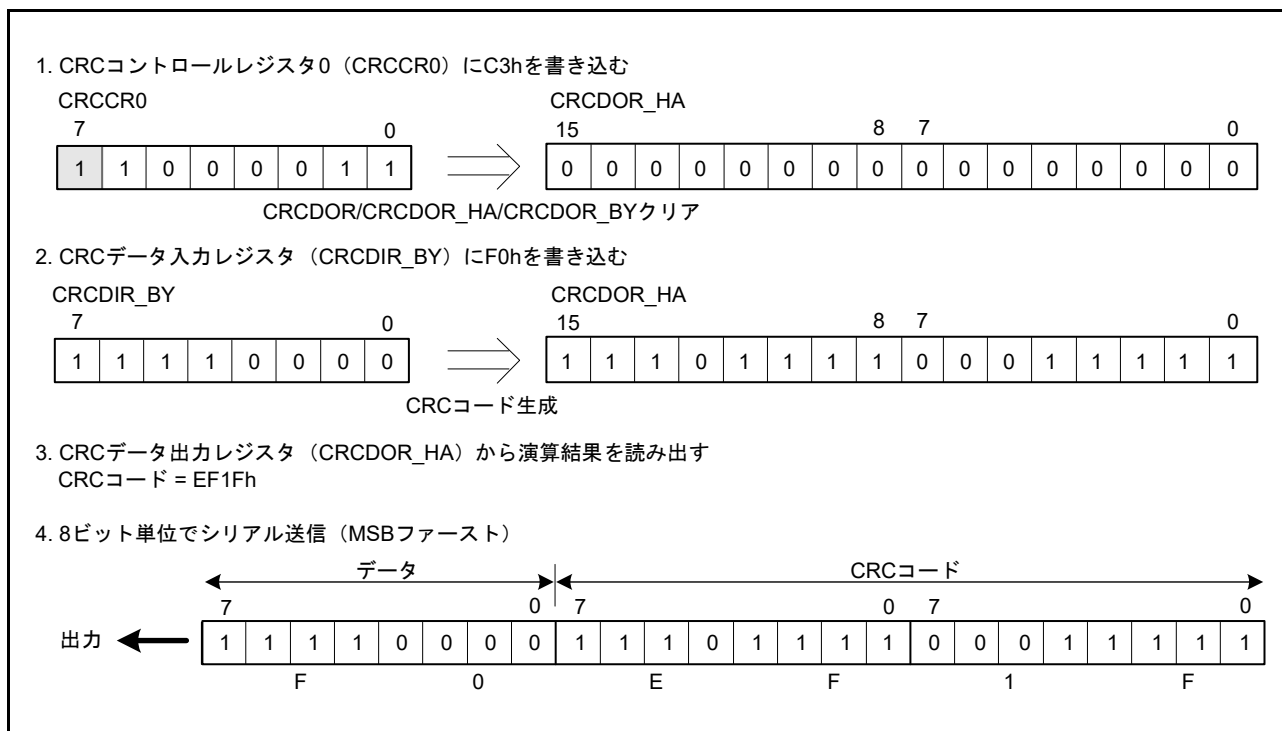 1. CRCコントロールレジスタ0（CRCCR0）にC3hを書き込む
CRCCR0
CRCDOR_HA
7 0
15 8 7 0
1 1 0 0 0 0 1 1
0 0 0 0 0 0 0 0 0 0 0 0 0 0 0 0
CRCDOR/CRCDOR_HA/CRCDOR_BYクリア
2. CRCデータ入力レジスタ（CRCDIR_BY）にF0hを書き込む
CRCDIR_BY
CRCDOR_HA
7 0
15 8 7 0
1 1 1 1 0 0 0 0
1 1 1 0 1 1 1 1 0 0 0 1 1 1 1 1
CRCコード生成
3. CRCデータ出力レジスタ（CRCDOR_HA）から演算結果を読み出す
CRCコード = EF1Fh
4. 8ビット単位でシリアル送信（MSBファースト）
データ
CRCコード
7 0 7 0 7 0
出力
1 1 1 1 0 0 0 0 1 1 1 0 1 1 1 1 0 0 0 1 1 1 1 1
F 0 E F 1 F